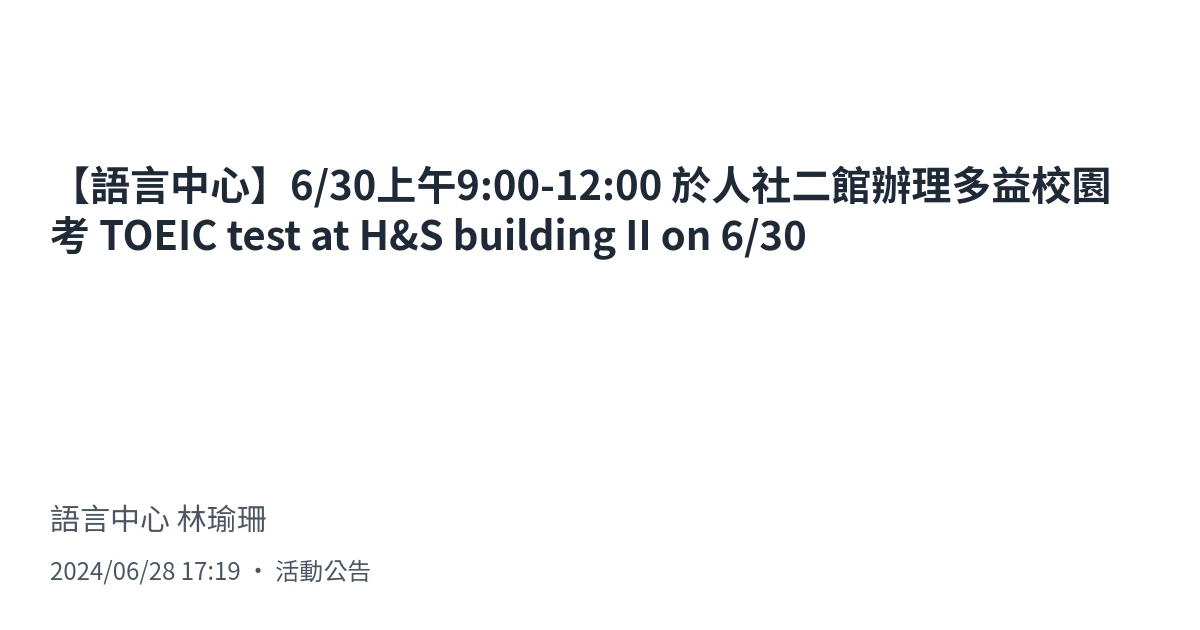 【語言中心】6/30上午9:00-12:00 於人社二館辦理多益校園
考 TOEIC test at H&S building II on 6/30
語言中心 林瑜珊
2024/06/28 17:19 ・ 活動公告